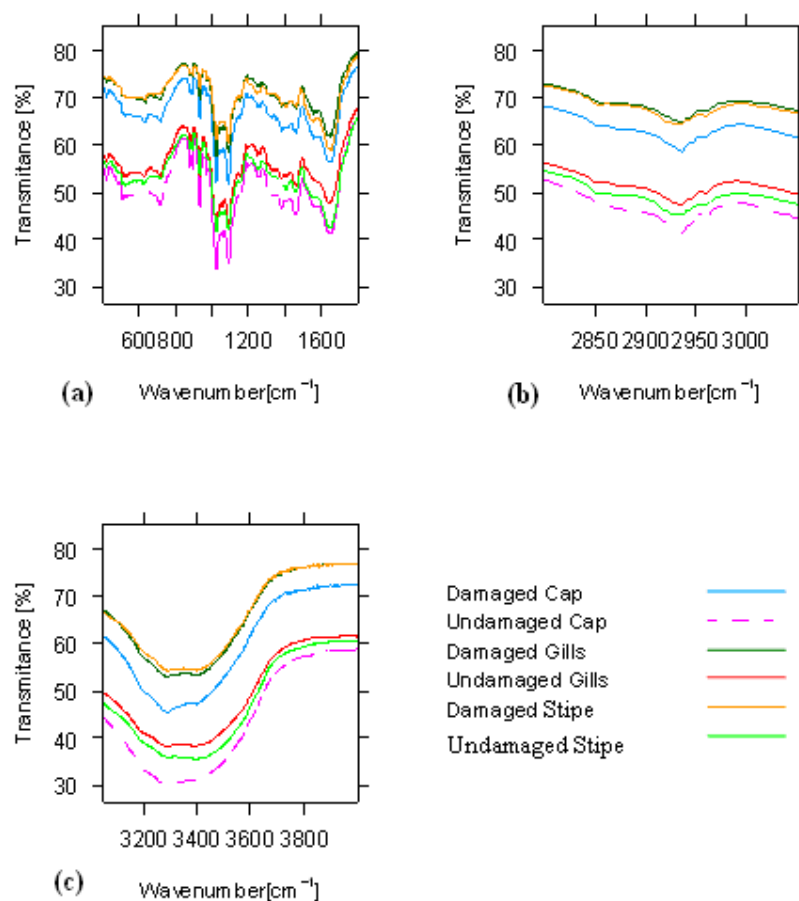 Transmitance [%]
80
70
60
50
40
30
600 800 1200 1600
(a) Wavenumber[cm⁻¹]
Transmitance [%]
80
70
60
50
40
30
2850 2900 2950 3000
(b) Wavenumber[cm⁻¹]
Transmitance [%]
80
70
60
50
40
30
3200 3400 3600 3800
(c) Wavenumber[cm⁻¹]
Damaged Cap
Undamaged Cap
Damaged Gills
Undamaged Gills
Damaged Stipe
Undamaged Stipe